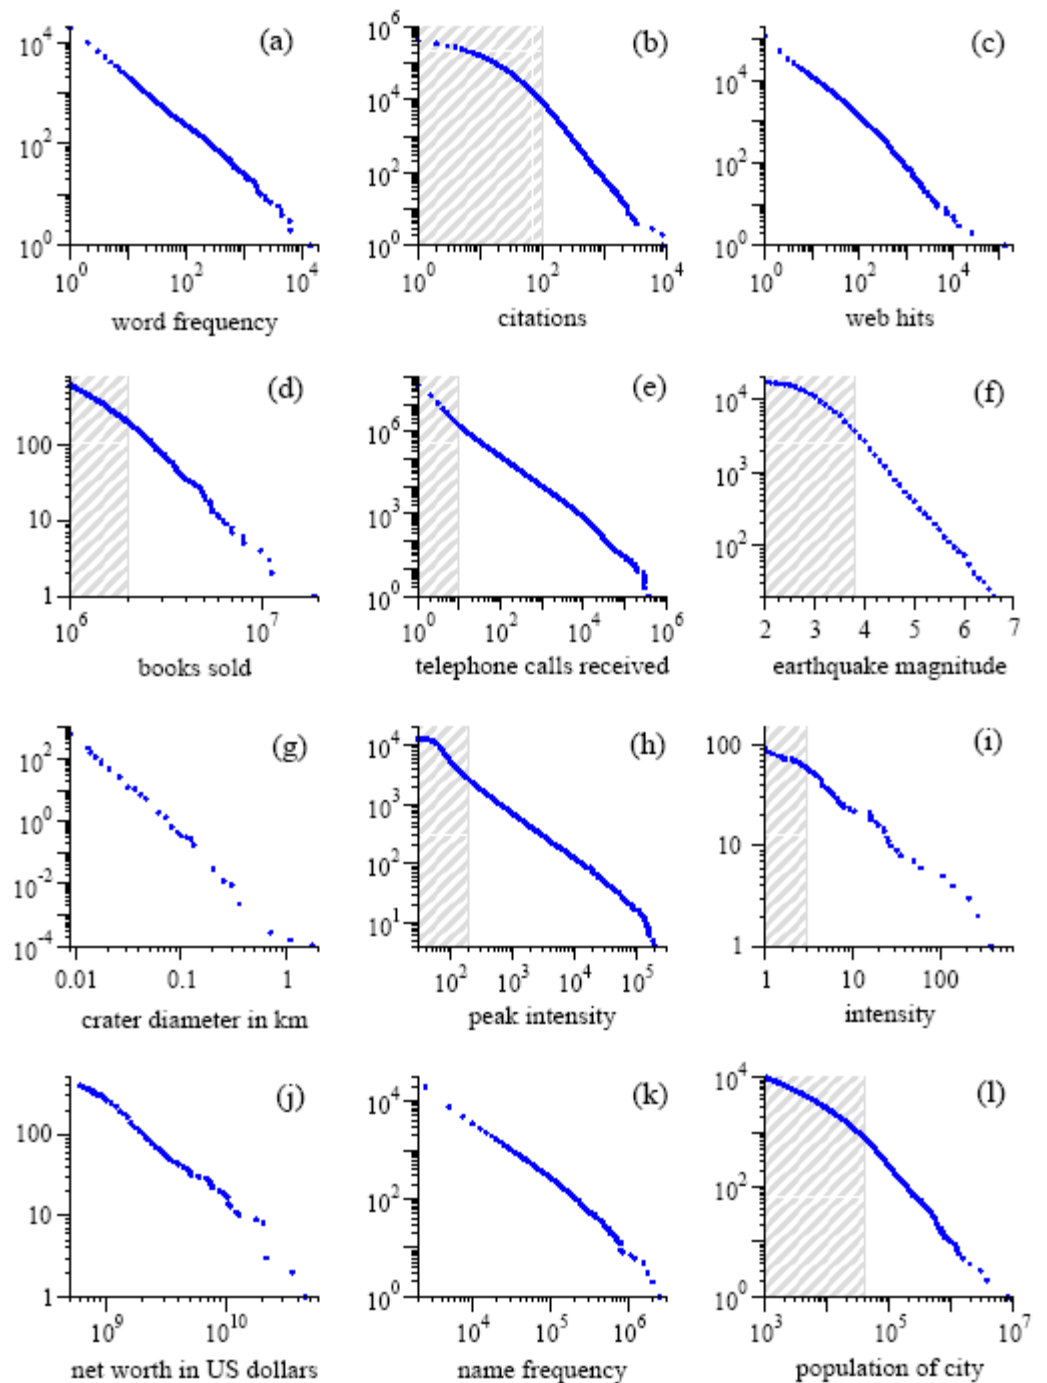 (a) (b) (c)
10^4 10^2 10^0
10^6 10^4 10^2 10^0
10^4 10^2 10^0
10^0 10^2 10^4
10^0 10^2 10^4
10^0 10^2 10^4
word frequency citations web hits
(d) (e) (f)
100 10 1
10^6 10^3 10^0
10^4 10^3 10^2
10^6 10^7
10^0 10^2 10^4 10^6
2 3 4 5 6 7
books sold telephone calls received earthquake magnitude
(g) (h) (i)
10^2 10^0 10^-2 10^-4
10^4 10^3 10^2 10^1
100 10 1
0.01 0.1 1
10^2 10^3 10^4 10^5
1 10 100
crater diameter in km peak intensity intensity
(j) (k) (l)
100 10 1
10^4 10^2 10^0
10^4 10^2 10^0
10^9 10^10
10^4 10^5 10^6
10^3 10^5 10^7
net worth in US dollars name frequency population of city